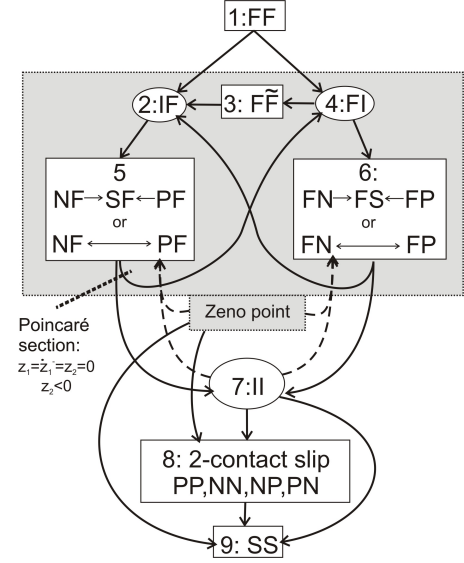 1:FF
2:IF
3: FF̃
4:FI
5
NF→SF←PF
or
NF ⟷ PF
6:
FN→FS←FP
or
FN ⟷ FP
Zeno point
Poincaré
section:
z₁=ż₁⁻=z₂=0
z₂<0
7:II
8: 2-contact slip
PP,NN,NP,PN
9: SS